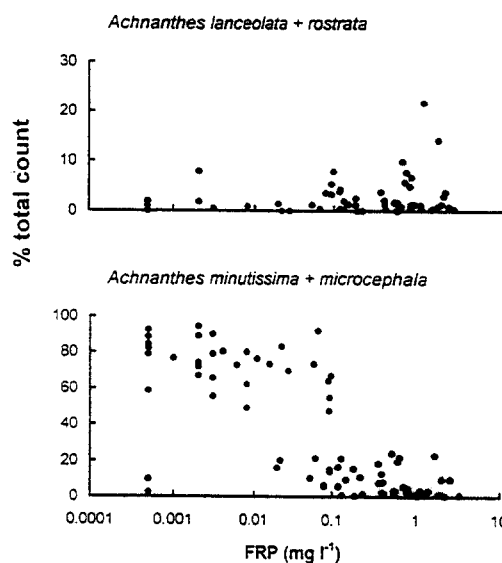 Achnanthes lanceolata + rostrata
30
20
10
0
% total count
Achnanthes minutissima + microcephala
100
80
60
40
20
0
0.0001 0.001 0.01 0.1 1 10
FRP (mg l⁻¹)